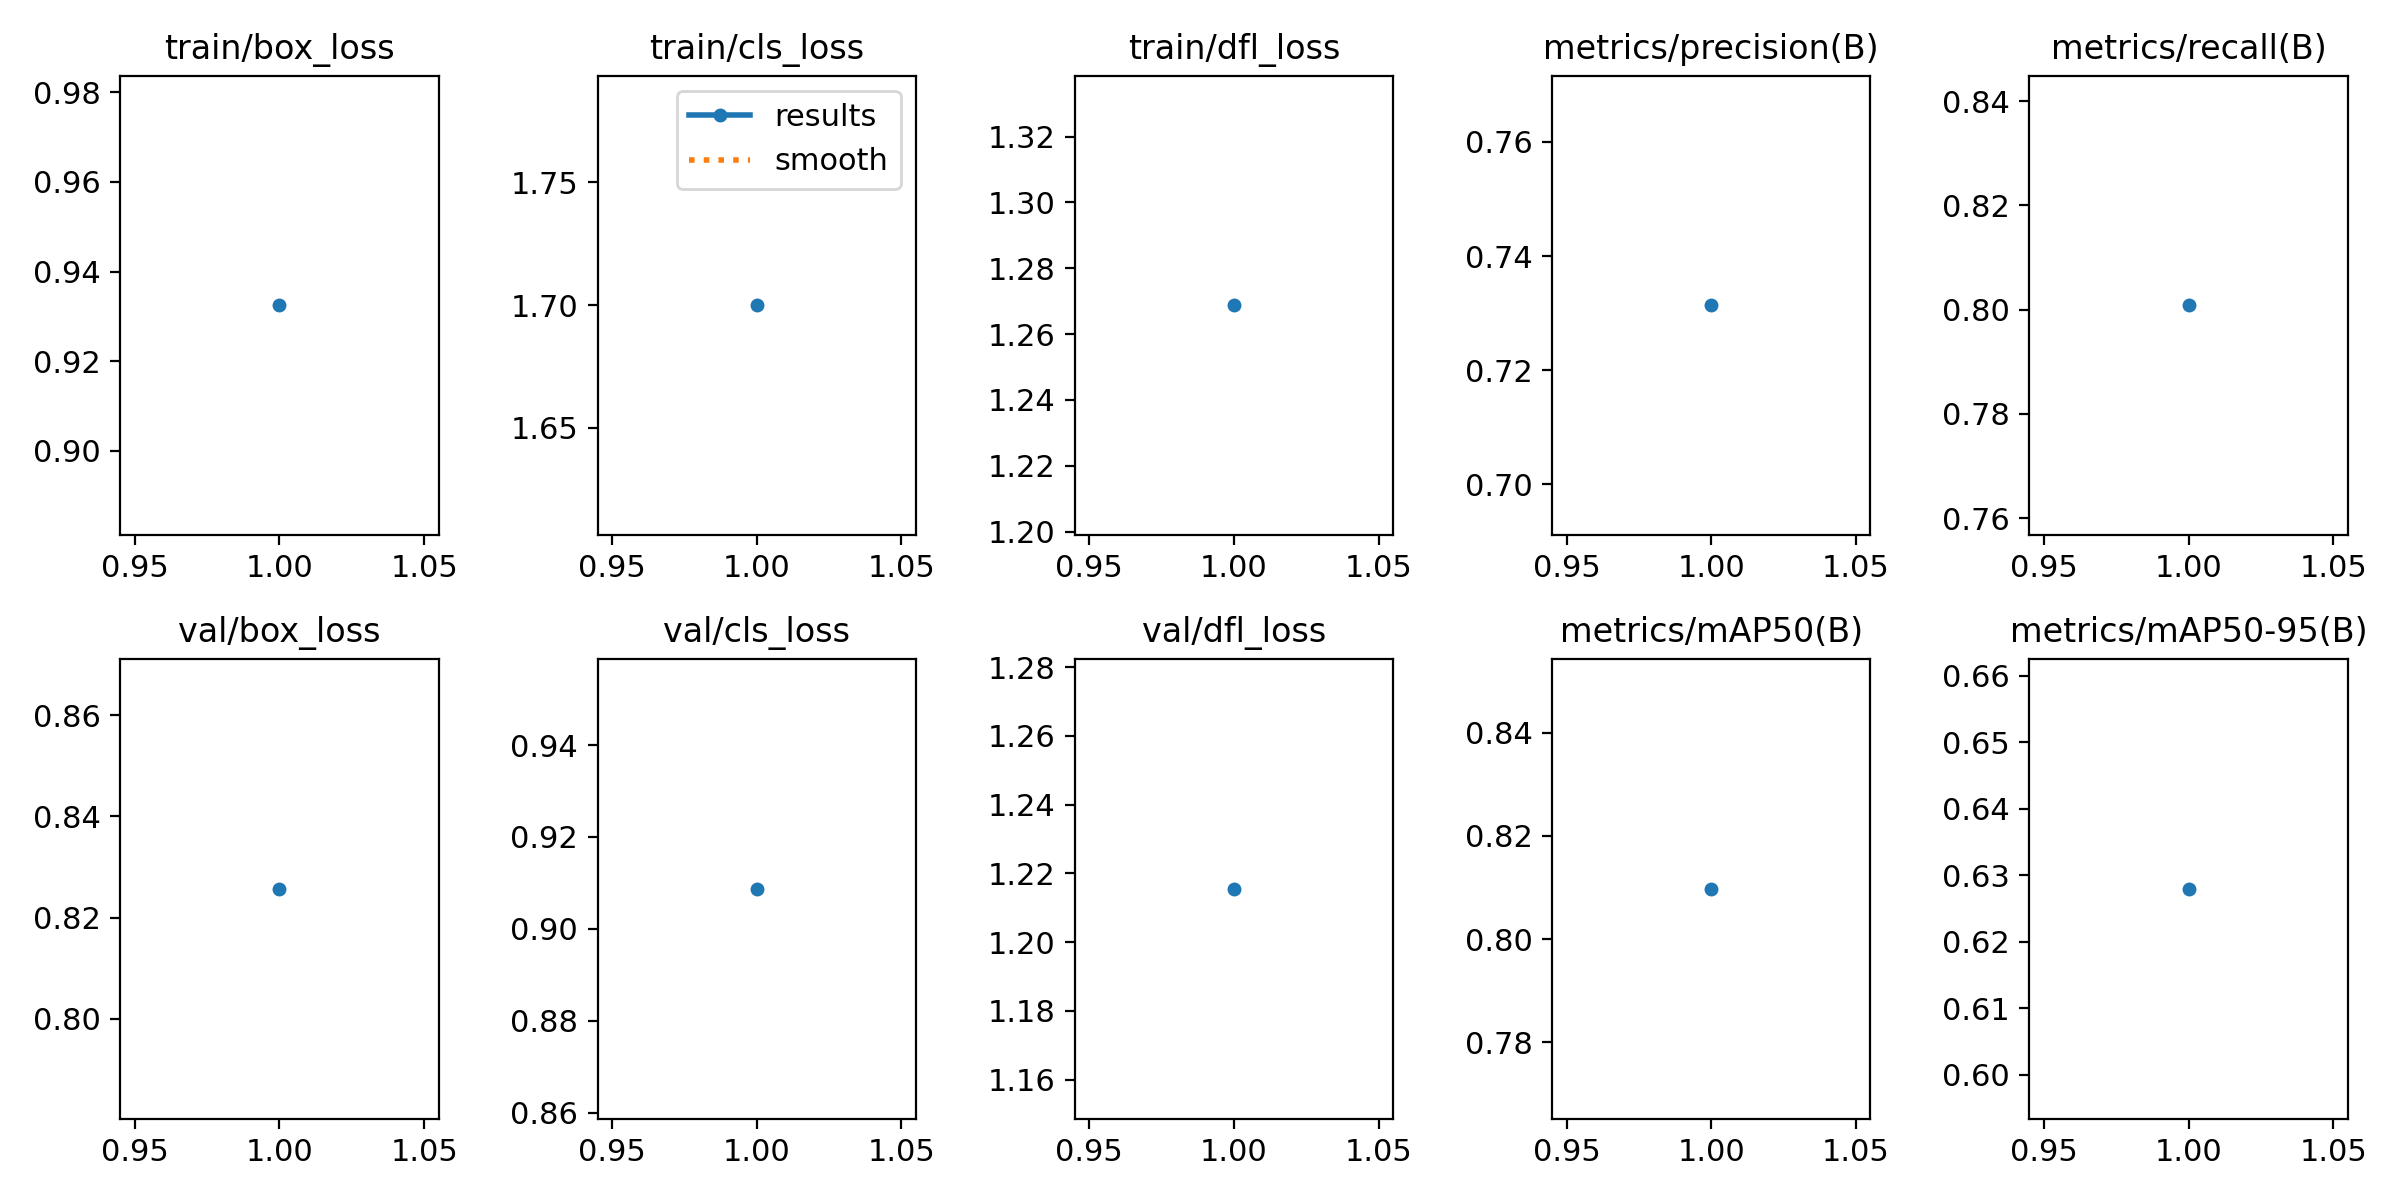 train/box_loss
0.98
0.96
0.94
0.92
0.90
0.95 1.00 1.05
train/cls_loss
results
smooth
1.75
1.70
1.65
0.95 1.00 1.05
train/dfl_loss
1.32
1.30
1.28
1.26
1.24
1.22
1.20
0.95 1.00 1.05
metrics/precision(B)
0.76
0.74
0.72
0.70
0.95 1.00 1.05
metrics/recall(B)
0.84
0.82
0.80
0.78
0.76
0.95 1.00 1.05
val/box_loss
0.86
0.84
0.82
0.80
0.95 1.00 1.05
val/cls_loss
0.94
0.92
0.90
0.88
0.86
0.95 1.00 1.05
val/dfl_loss
1.28
1.26
1.24
1.22
1.20
1.18
1.16
0.95 1.00 1.05
metrics/mAP50(B)
0.84
0.82
0.80
0.78
0.95 1.00 1.05
metrics/mAP50-95(B)
0.66
0.65
0.64
0.63
0.62
0.61
0.60
0.95 1.00 1.05